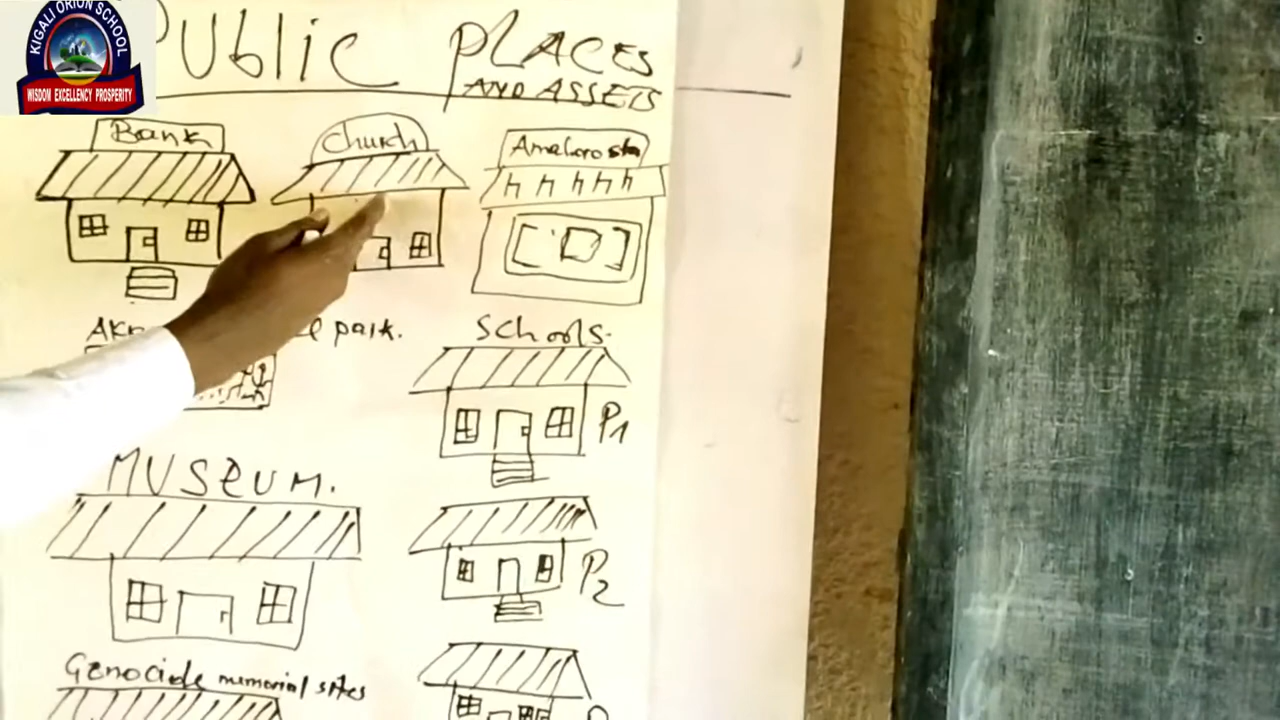 KIGALI ORION SCHOOL
WISDOM EXCELLENCY PROSPERITY
PUBLIC PLACES
AND ASSETS
Bank
Church
park.
Schools.
P1
MUSEUM.
P2
Genocide memorial sites